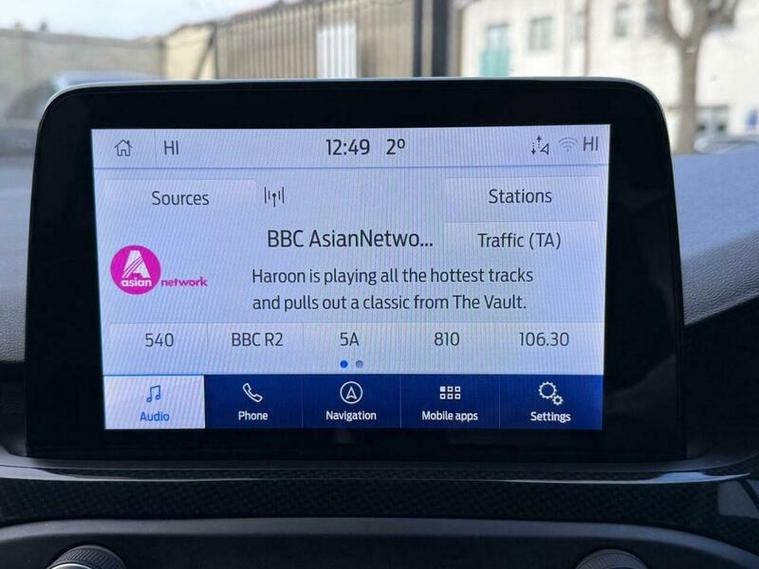 HI 12:49 2º HI
Sources Stations
BBC AsianNetwo... Traffic (TA)
A
asian network
Haroon is playing all the hottest tracks
and pulls out a classic from The Vault.
540 BBC R2 5A 810 106.30
Audio Phone Navigation Mobile apps Settings